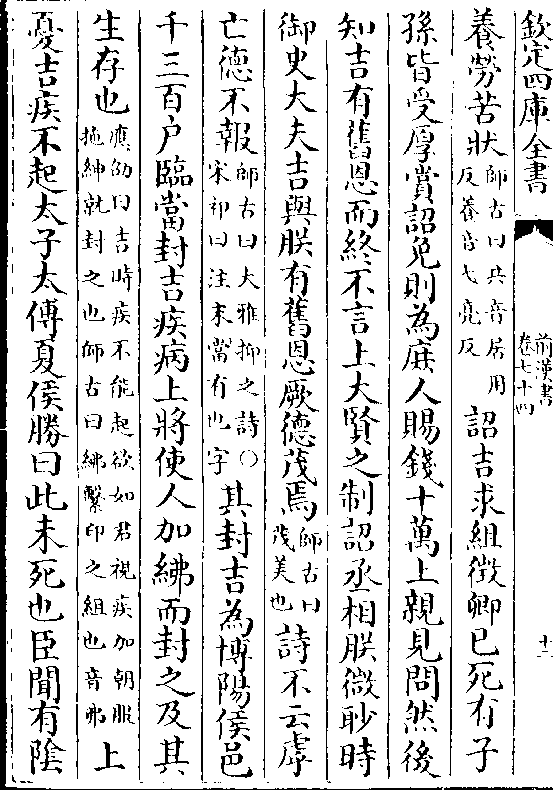 欽定四庫全書
前漢書
卷七十四
十二
養勞苦狀師古曰共音居用反養音弋亮反詔吉求組徵卿已死有子
孫皆受厚賞詔免則為庶人賜錢十萬上親見問然後
知吉有舊恩而終不言上大賢之制詔丞相朕微眇時
御史大夫吉與朕有舊恩厥德茂焉師古曰茂美也詩不云虖
亡德不報師古曰大雅抑之詩〇宋祁曰注末當有也字其封吉為博陽侯邑
千三百户臨當封吉疾病上將使人加紼而封之及其
生存也應劭曰吉時疾不能起欲如君視疾加朝服拖紳就封之也師古曰紼繫印之組也音弗上
憂吉疾不起太子太傅夏侯勝曰此未死也臣聞有陰